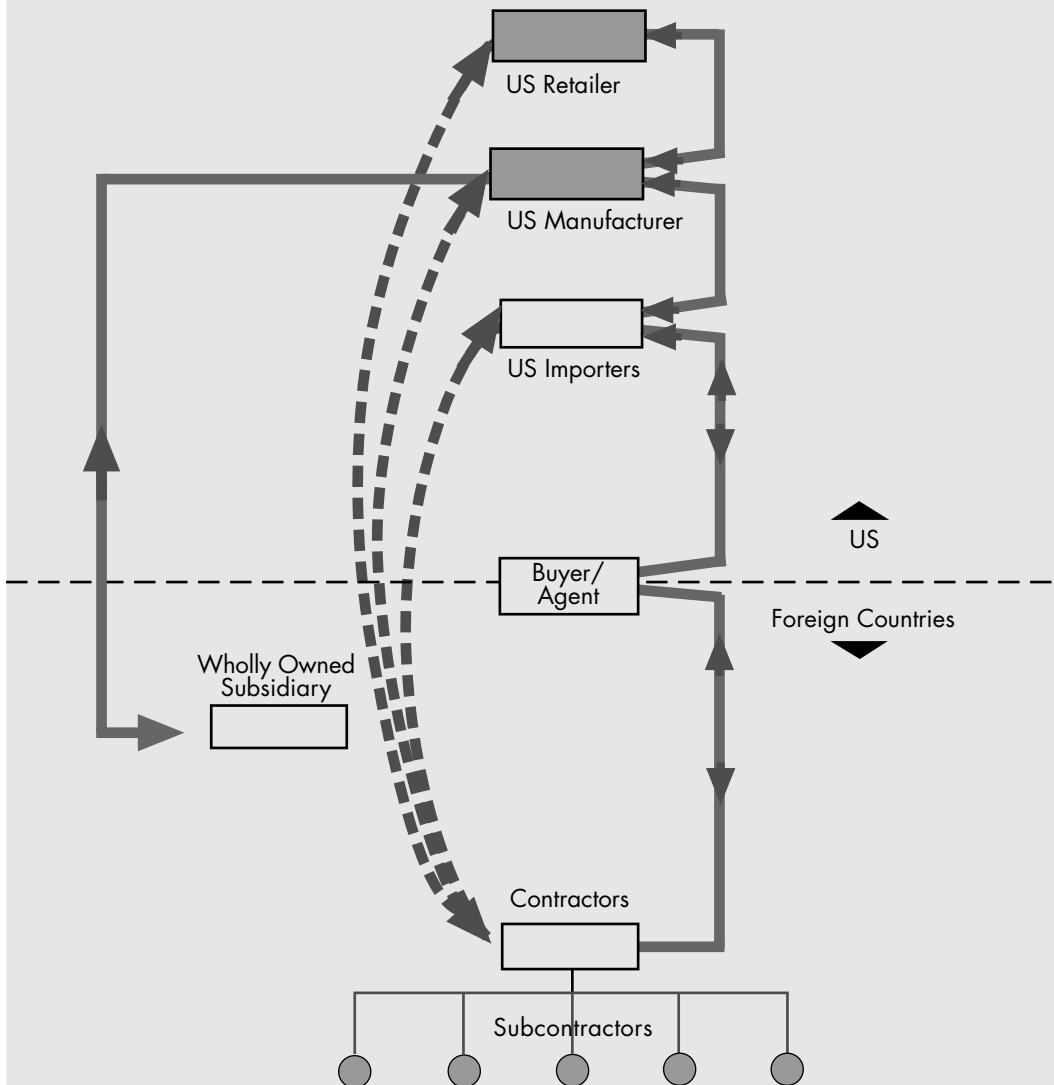 US Retailer
US Manufacturer
US Importers
US
Buyer/
Agent
Foreign Countries
Wholly Owned
Subsidiary
Contractors
Subcontractors